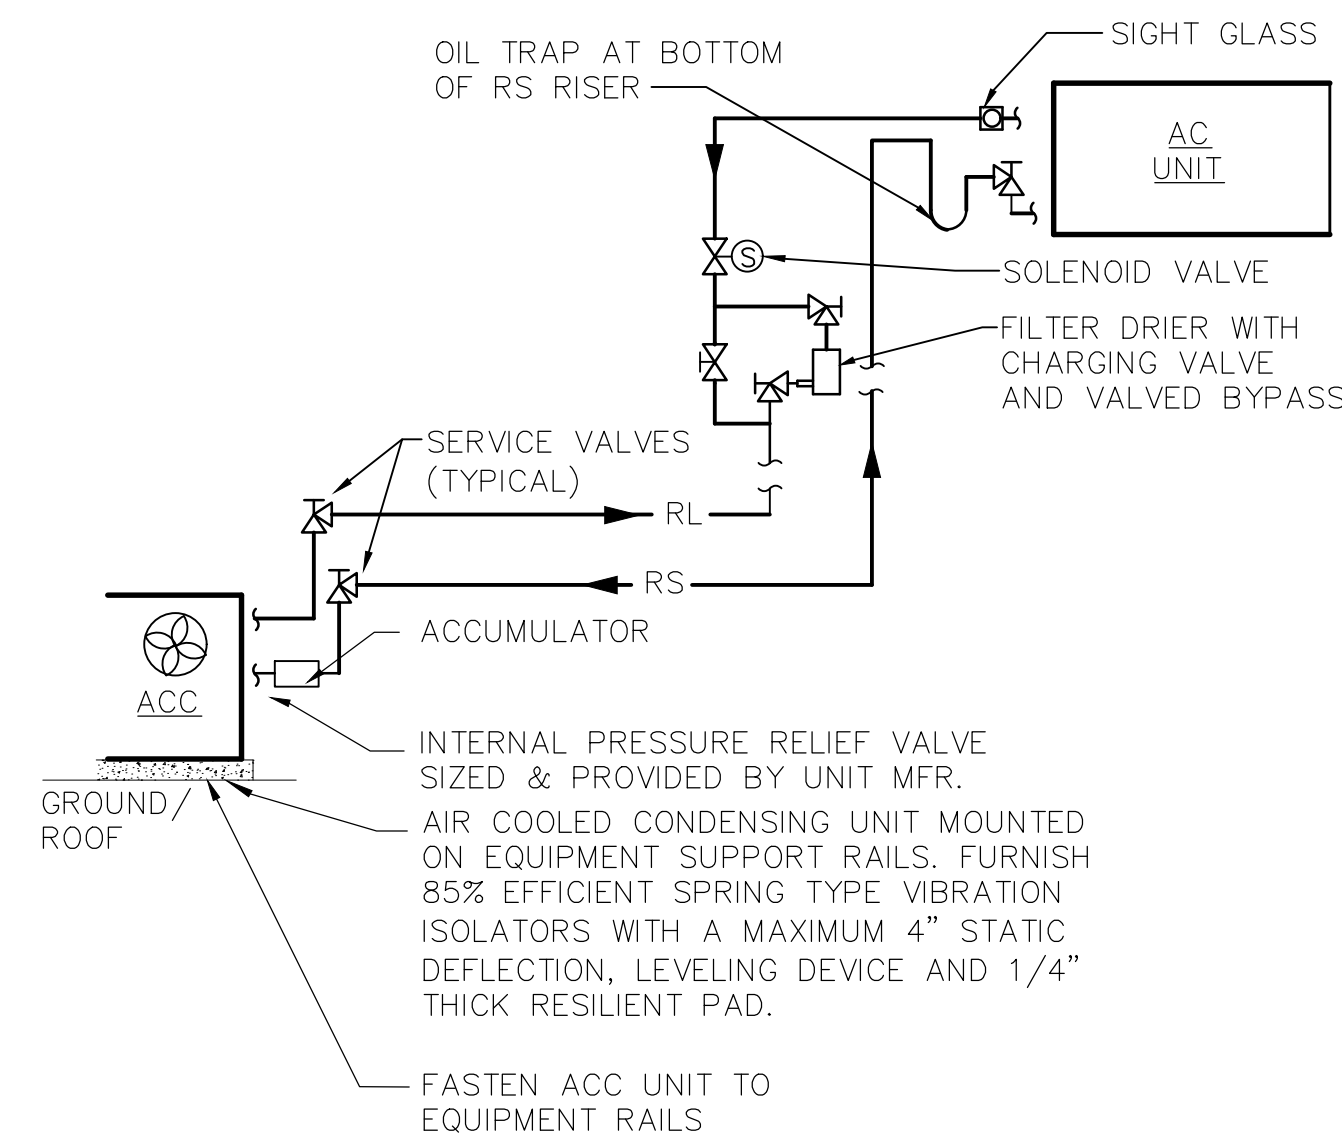 SIGHT GLASS
OIL TRAP AT BOTTOM
OF RS RISER
AC
UNIT
S
SOLENOID VALVE
FILTER DRIER WITH
CHARGING VALVE
AND VALVED BYPASS
SERVICE VALVES
(TYPICAL)
RL
RS
ACCUMULATOR
ACC
INTERNAL PRESSURE RELIEF VALVE
SIZED & PROVIDED BY UNIT MFR.
GROUND/
ROOF
AIR COOLED CONDENSING UNIT MOUNTED
ON EQUIPMENT SUPPORT RAILS. FURNISH
85% EFFICIENT SPRING TYPE VIBRATION
ISOLATORS WITH A MAXIMUM 4” STATIC
DEFLECTION, LEVELING DEVICE AND 1/4”
THICK RESILIENT PAD.
FASTEN ACC UNIT TO
EQUIPMENT RAILS